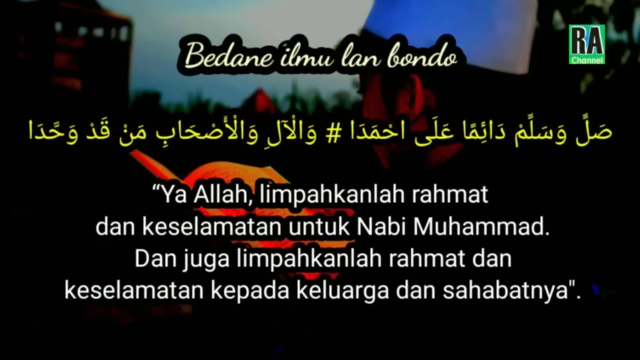 RA
Channel
Bedane ilmu lan bondo
صَلِّ وَسَلِّمْ دَائِمًا عَلَى احْمَدَا # وَالْآلِ وَالْأَصْحَابِ مَنْ قَدْ وَحَّدَا
“Ya Allah, limpahkanlah rahmat
dan keselamatan untuk Nabi Muhammad.
Dan juga limpahkanlah rahmat dan
keselamatan kepada keluarga dan sahabatnya".